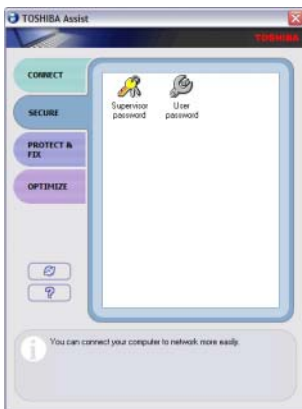 TOSHIBA Assist
TOSHIBA
CONNECT
SECURE
PROTECT &
FIX
OPTIMIZE
Supervisor
password
User
password
You can connect your computer to network more easily.